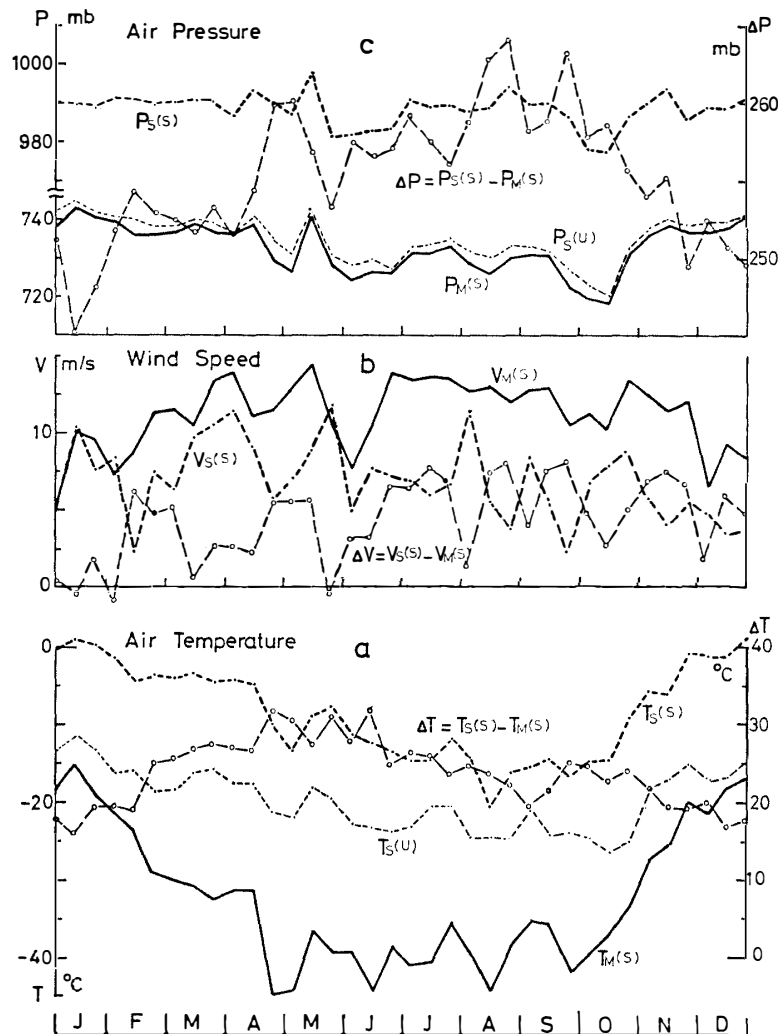 P mb Air Pressure c ΔP
mb
1000
260
980
Ps(s)
ΔP = Ps(s) – PM(s)
740
Ps(U)
250
PM(s)
720
V m/s Wind Speed b
VM(s)
10
Vs(s)
ΔV = Vs(s) – VM(s)
0
Air Temperature a ΔT
0 40
°C
Ts(s)
ΔT = Ts(s) – TM(s)
30
-20 20
Ts(U)
10
-40 TM(s) 0
°C
T
J F M A M J J A S O N D